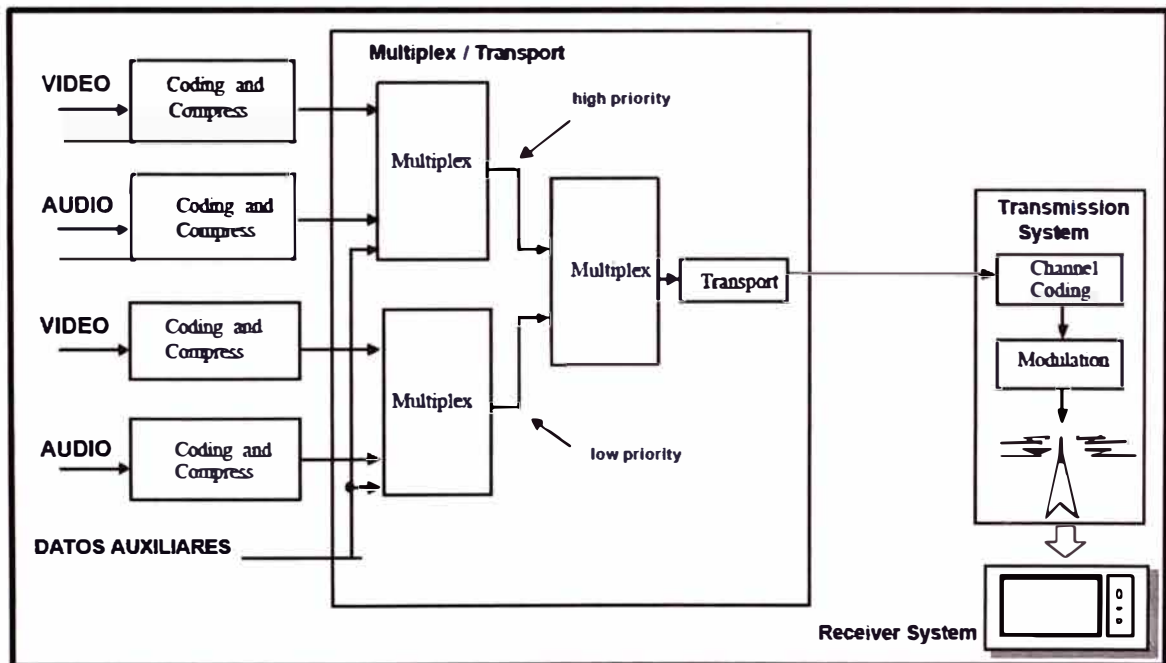 Multiplex / Transport
VIDEO
Coding and
Compress
high priority
Multiplex
AUDIO
Coding and
Compress
Transmission
System
Multiplex
Transport
Channel
Coding
VIDEO
Coding and
Compress
Modulation
Multiplex
AUDIO
Coding and
Compress
low priority
DATOS AUXILIARES
Receiver System